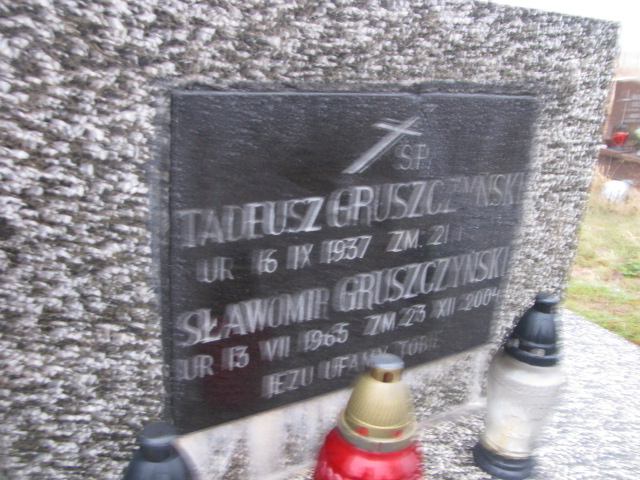 Ś.P.
TADEUSZ GRUSZCZYŃSKI
UR 16 IX 1937 ZM. 21 I
SŁAWOMIR GRUSZCZYŃSKI
UR 13 VII 1965 ZM. 23 XII 2004
JEZU UFAMY TOBIE